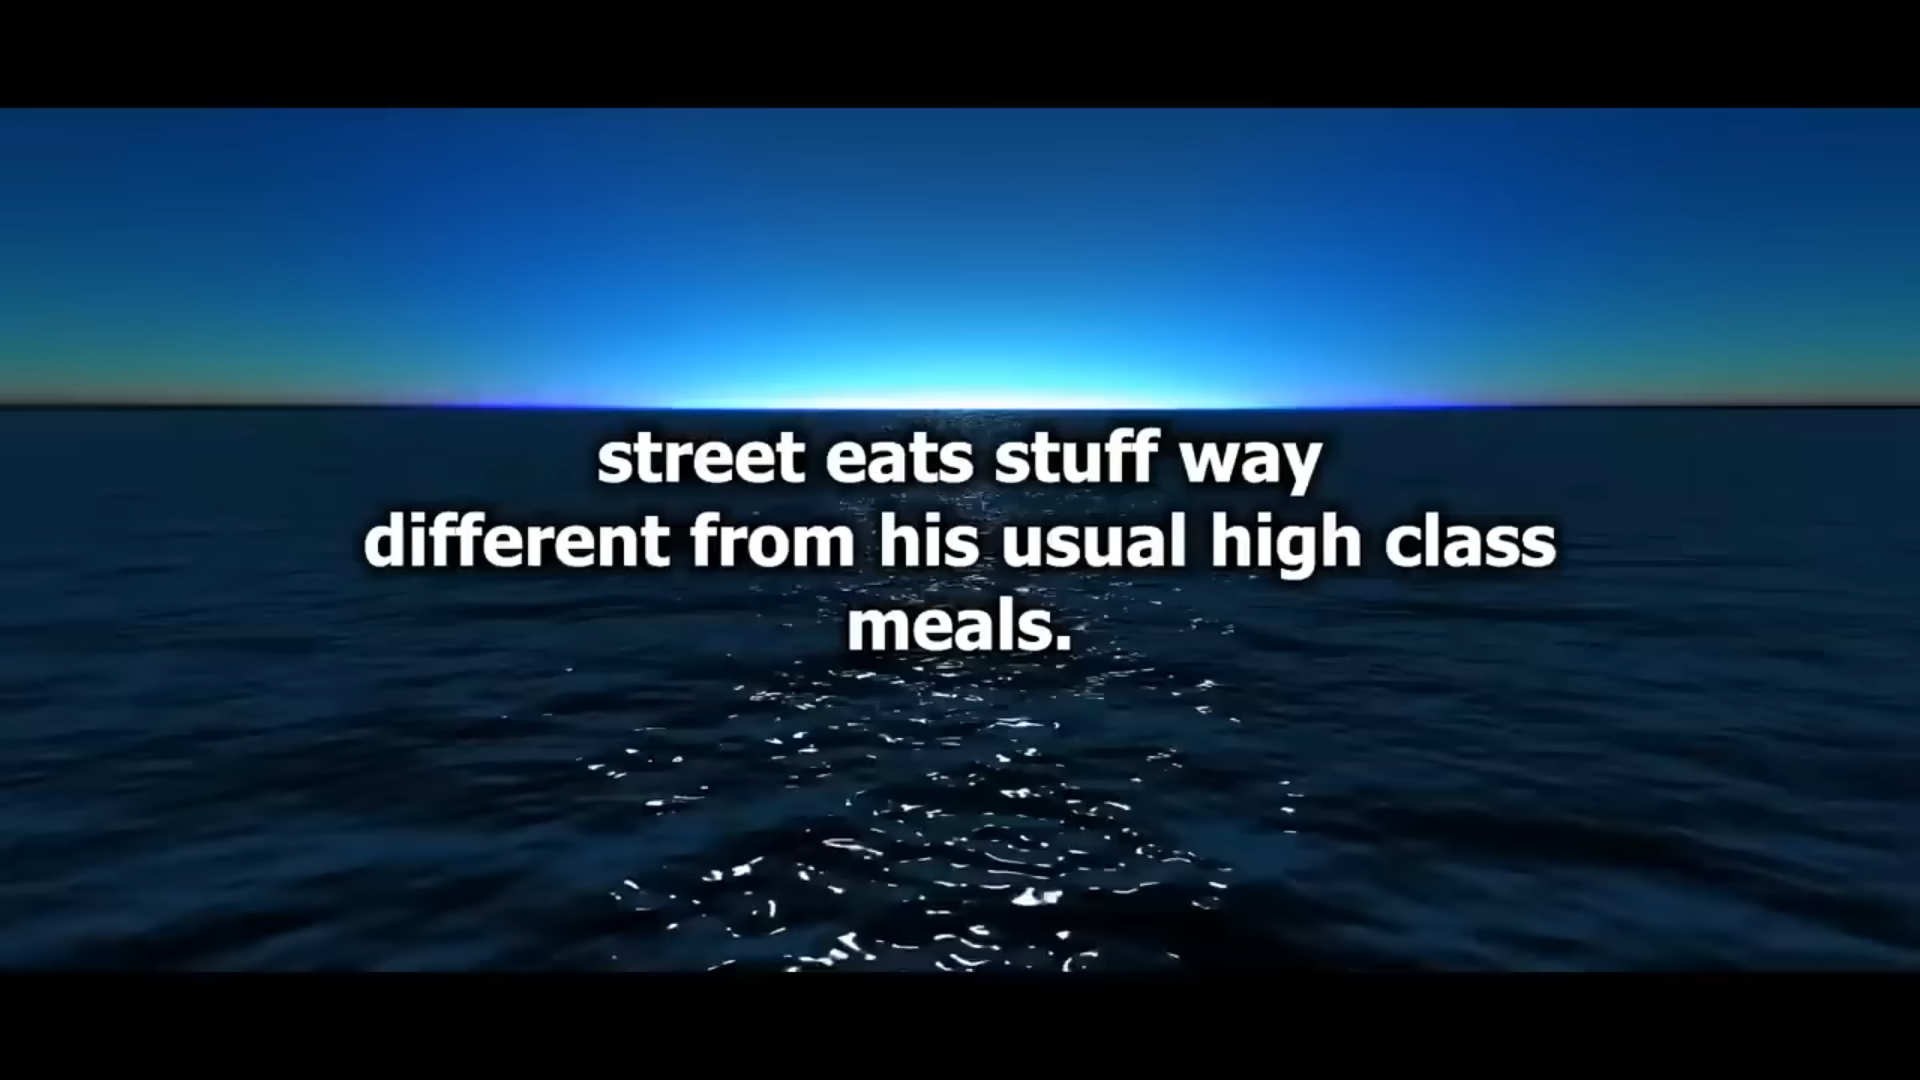 street eats stuff way
different from his usual high class
meals.